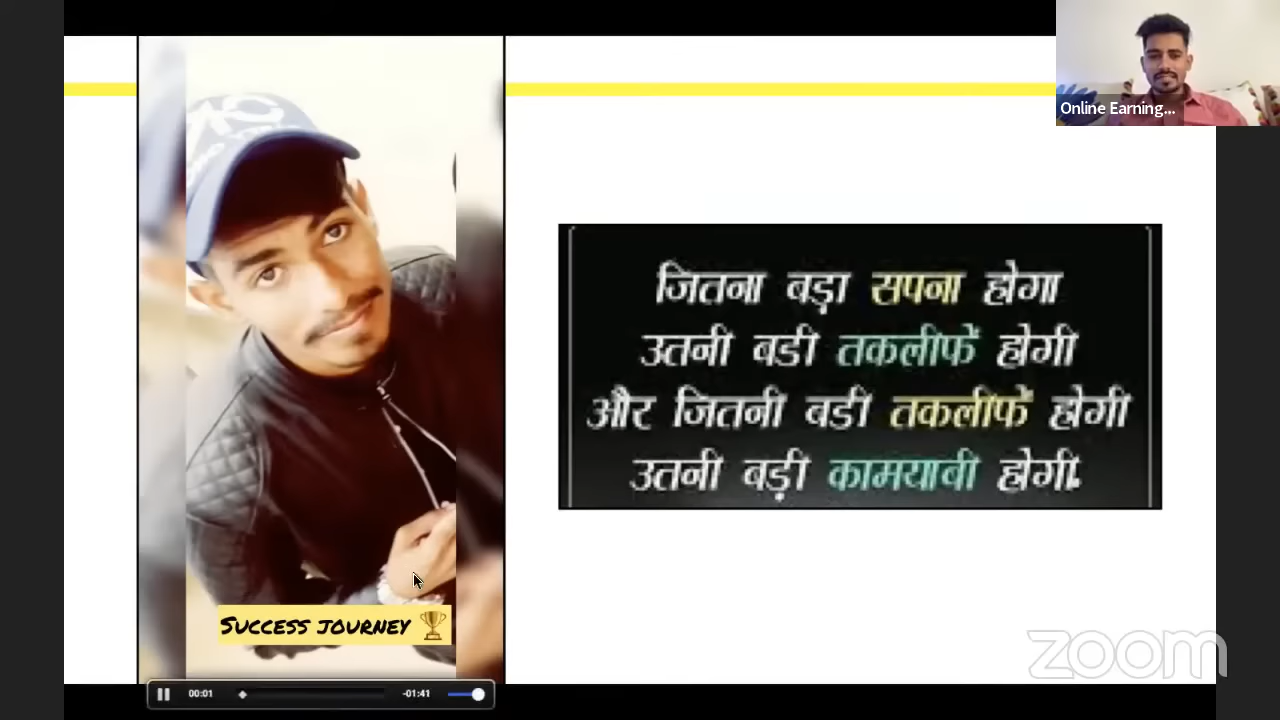 Online Earning...
जितना बड़ा सपना होगा
उतनी बडी तकलीफें होगी
और जितनी बडी तकलीफें होगी
उतनी बड़ी कामयाबी होगी.
SUCCESS JOURNEY
00:01
-01:41
zoom